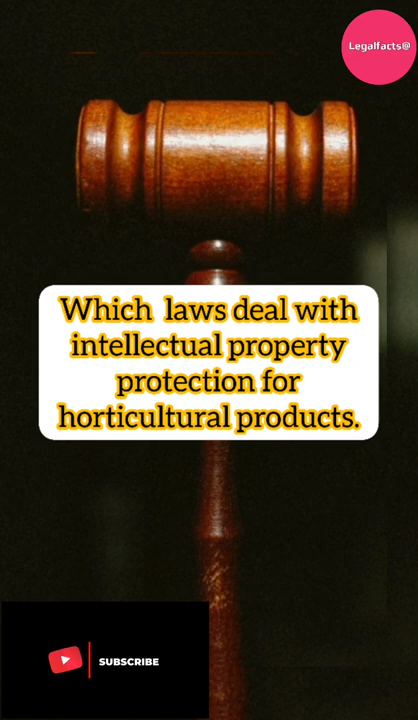 Legalfacts@
Which laws deal with
intellectual property
protection for
horticultural products.
SUBSCRIBE